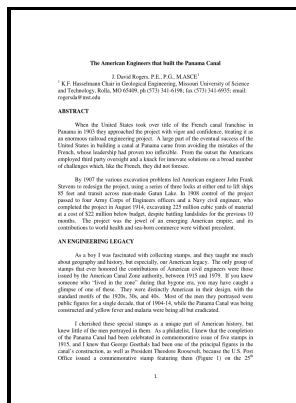 The American Engineers that built the Panama Canal
J. David Rogers, P.E., P.G., M.ASCE1
1 K.F. Hasselmann Chair in Geological Engineering, Missouri University of Science
and Technology, Rolla, MO 65409, ph (573) 341-6198; fax (573) 341-6935; email:
rogersda@mst.edu
ABSTRACT
When the United States took over title of the French canal franchise in
Panama in 1903 they approached the project with vigor and confidence, treating it as
an enormous railroad engineering project. A large part of the eventual success of the
United States in building a canal at Panama came from avoiding the mistakes of the
French, whose leadership had proven too inflexible. From the outset the Americans
employed third party oversight and a knack for innovate solutions on a broad number
of challenges which, like the French, they did not foresee.
By 1907 the various excavation problems led American engineer John Frank
Stevens to redesign the project, using a series of three locks at either end to lift ships
85 feet and transit across man-made Gatun Lake. In 1908 control of the project
passed to four Army Corps of Engineers officers and a Navy civil engineer, who
completed the project in August 1914, excavating 225 million cubic yards of material
at a cost of $22 million below budget, despite battling landslides for the previous 10
months. The project was the jewel of an emerging American empire, and its
contributions to world health and sea-born commerce were without precedent.
AN ENGINEERING LEGACY
As a boy I was fascinated with collecting stamps, and they taught me much
about geography and history, but especially, our American legacy. The only group of
stamps that ever honored the contributions of American civil engineers were those
issued by the American Canal Zone authority, between 1915 and 1979. If you knew
someone who "lived in the zone" during that bygone era, you may have caught a
glimpse of one of these. They were distinctly American in their design, with the
standard motifs of the 1920s, 30s, and 40s. Most of the men they portrayed were
public figures for a single decade, that of 1904-14, while the Panama Canal was being
constructed and yellow fever and malaria were being all but eradicated.
I cherished these special stamps as a unique part of American history, but
knew little of the men portrayed in them. As a philatelist, I knew that the completion
of the Panama Canal had been celebrated in commemorative issue of five stamps in
1915, and I knew that George Goethals had been one of the principal figures in the
canal's construction, as well as President Theodore Roosevelt, because the U.S. Post
Office issued a commemorative stamp featuring them (Figure 1) on the 25th
1